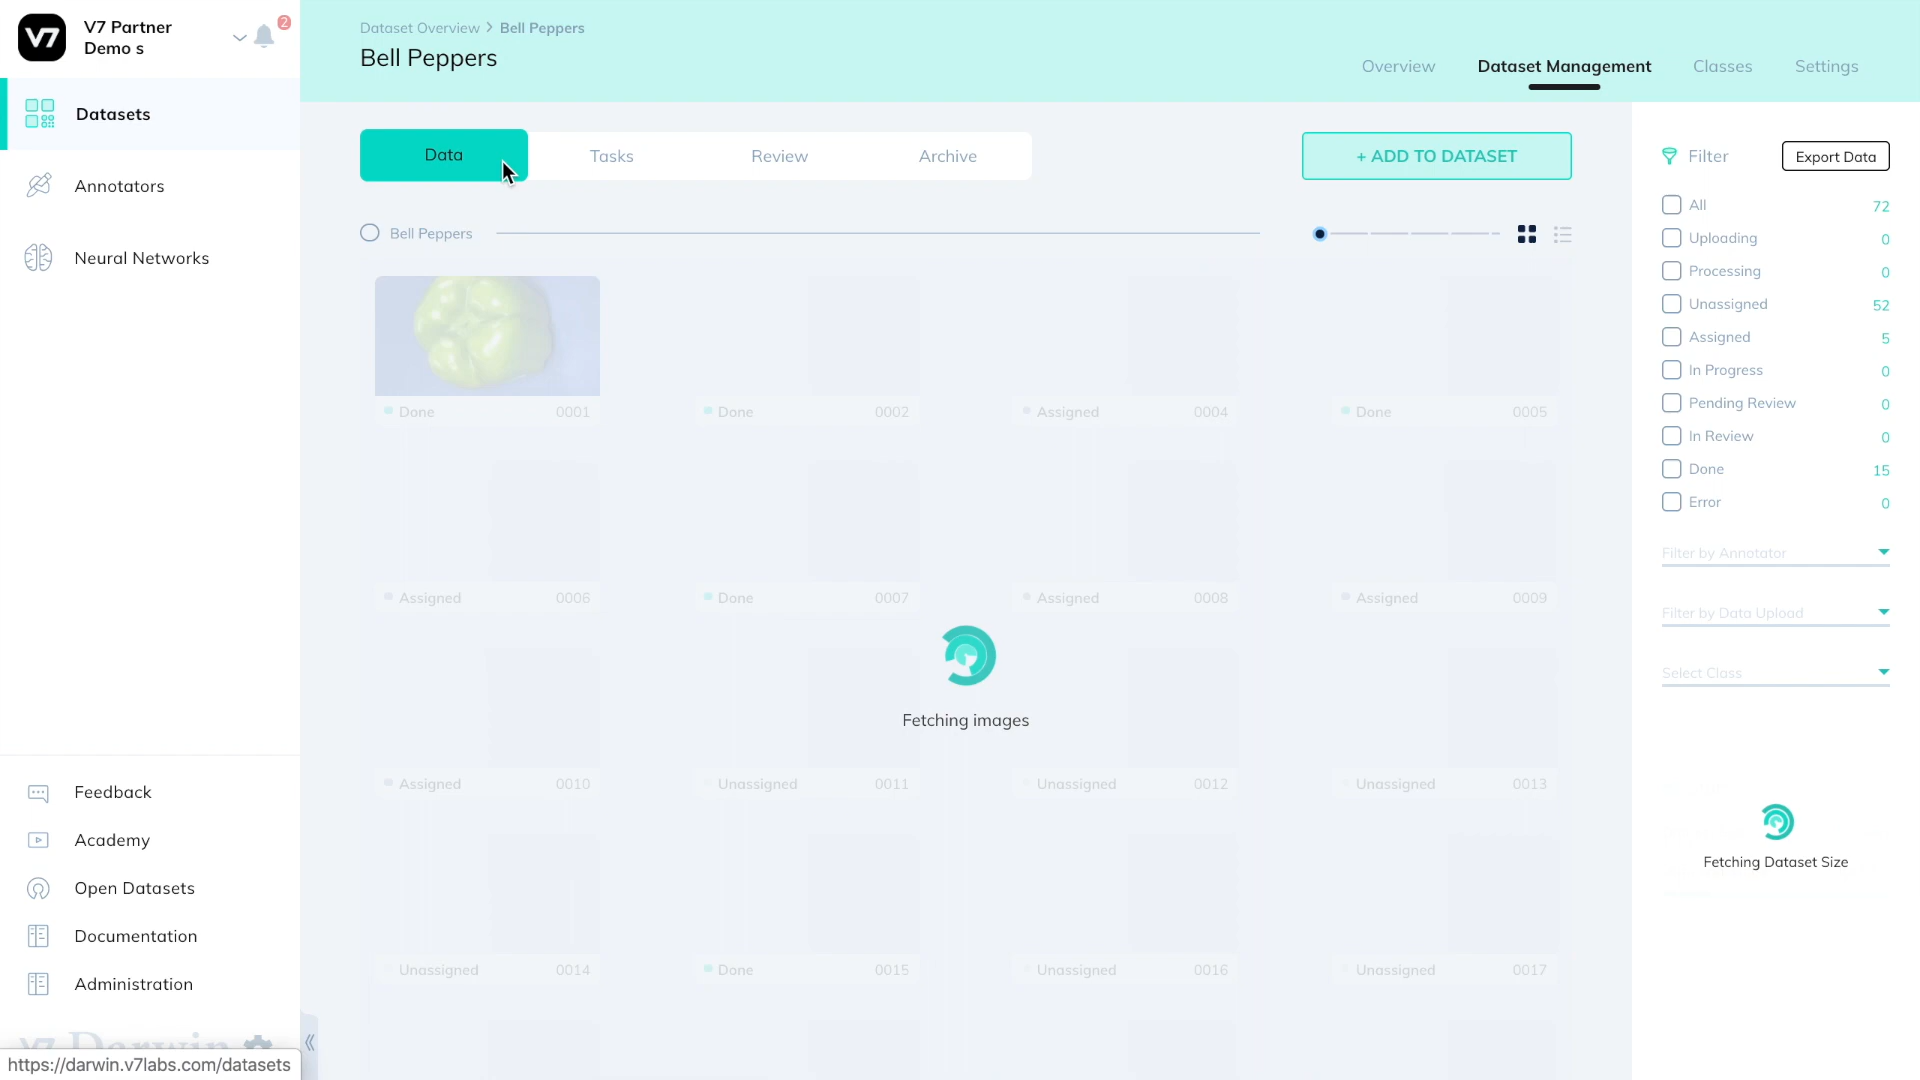 V7 Partner
Demo s
2
Datasets
Annotators
Neural Networks
Feedback
Academy
Open Datasets
Documentation
Administration
V7 Darwin
https://darwin.v7labs.com/datasets
Dataset Overview > Bell Peppers
Bell Peppers
Overview
Dataset Management
Classes
Settings
Data
Tasks
Review
Archive
+ ADD TO DATASET
Bell Peppers
Done 0001
Done 0002
Assigned 0004
Done 0005
Assigned 0006
Done 0007
Assigned 0008
Assigned 0009
Fetching images
Assigned 0010
Unassigned 0011
Unassigned 0012
Unassigned 0013
Unassigned 0014
Done 0015
Unassigned 0016
Unassigned 0017
Filter
Export Data
All 72
Uploading 0
Processing 0
Unassigned 52
Assigned 5
In Progress 0
Pending Review 0
In Review 0
Done 15
Error 0
Filter by Annotator
Filter by Data Upload
Select Class
Fetching Dataset Size